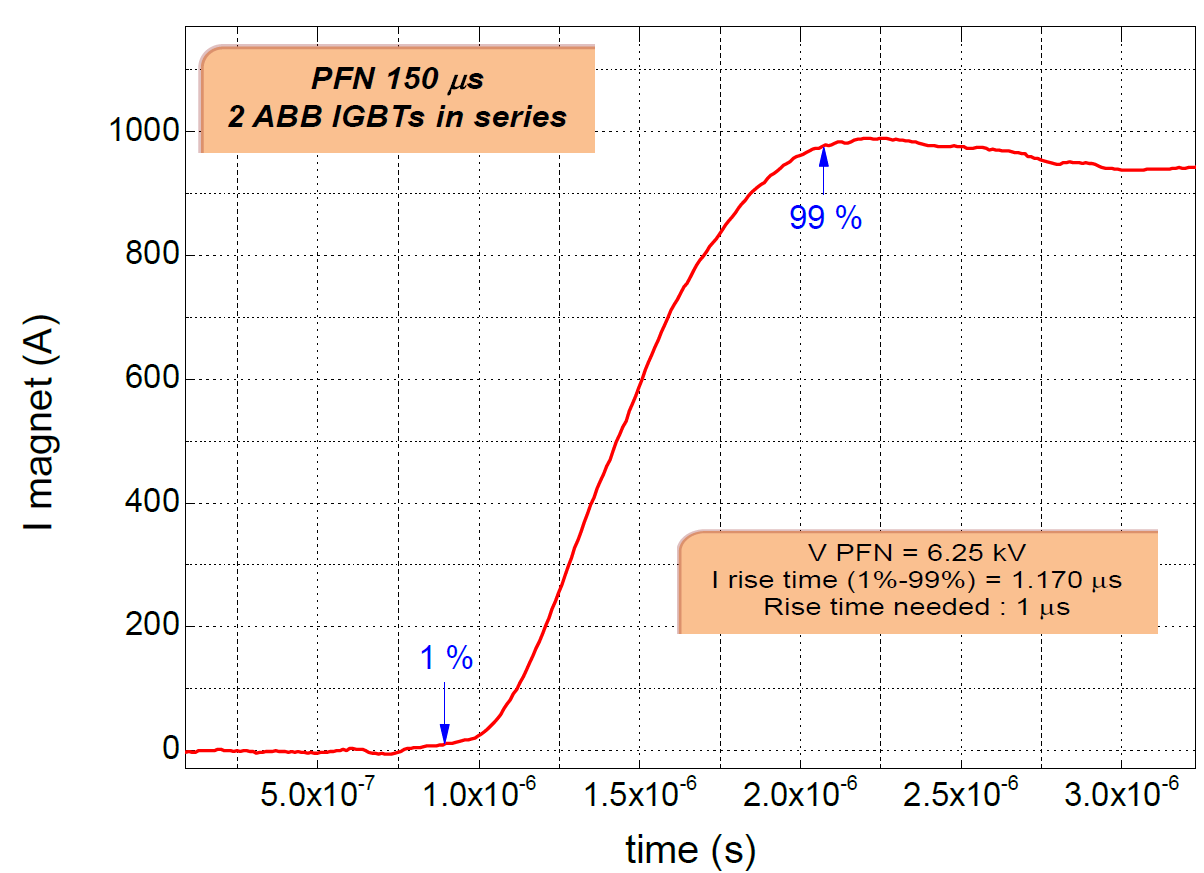 PFN 150 μs
2 ABB IGBTs in series
1000
800
600
400
200
0
I magnet (A)
99 %
1 %
V PFN = 6.25 kV
I rise time (1%-99%) = 1.170 μs
Rise time needed : 1 μs
5.0x10⁻⁷ 1.0x10⁻⁶ 1.5x10⁻⁶ 2.0x10⁻⁶ 2.5x10⁻⁶ 3.0x10⁻⁶
time (s)